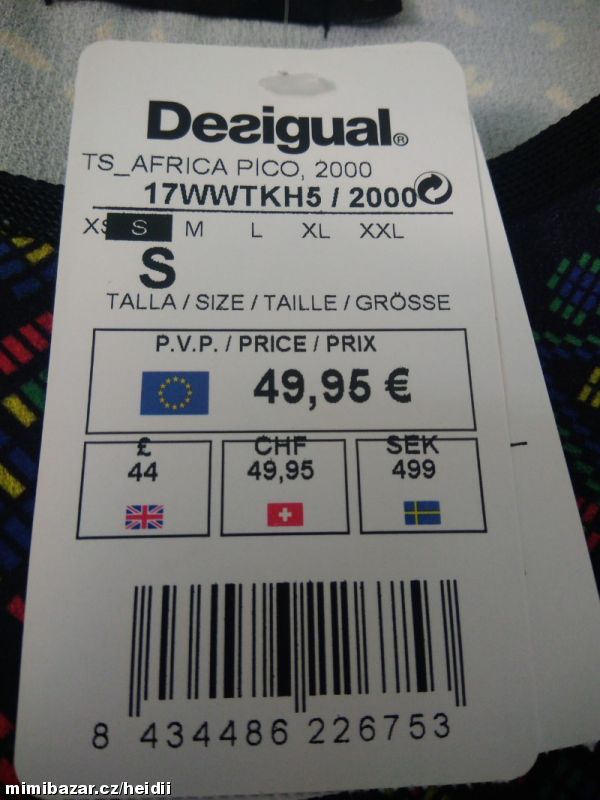 Desigual®
TS_AFRICA PICO, 2000
17WWTKH5 / 2000
XS S M L XL XXL
S
TALLA / SIZE / TAILLE / GRÖSSE
P.V.P. / PRICE / PRIX
49,95 €
£ CHF SEK
44 49,95 499
8 434486 226753
mimibazar.cz/heidii